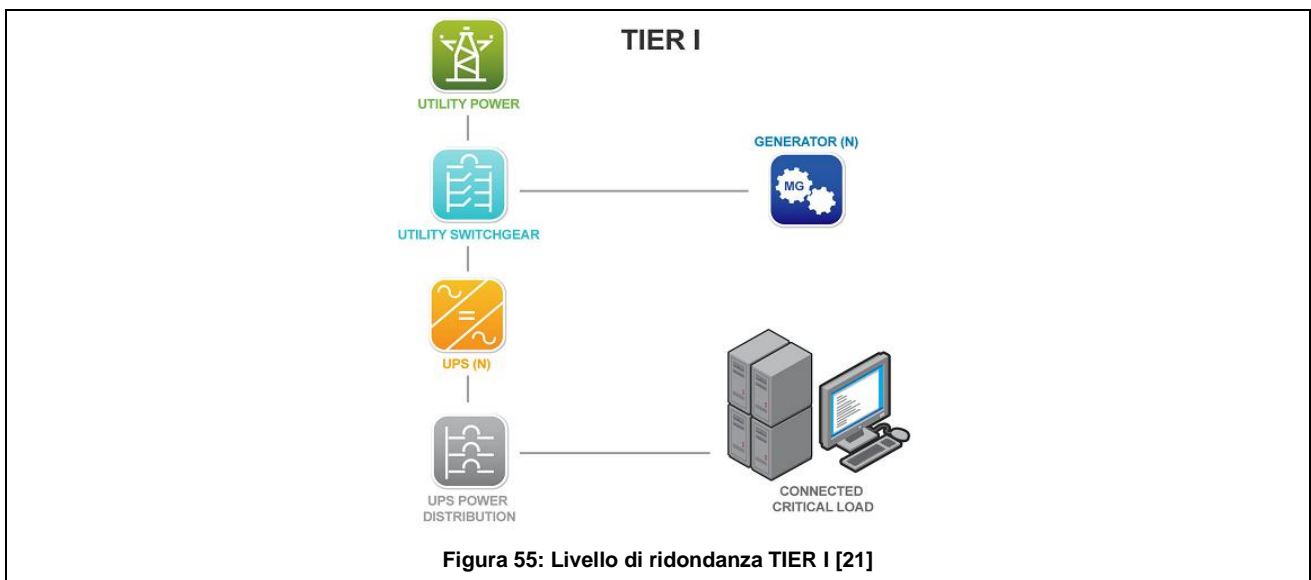 TIER I
UTILITY POWER
GENERATOR (N)
MG
UTILITY SWITCHGEAR
UPS (N)
UPS POWER
DISTRIBUTION
CONNECTED
CRITICAL LOAD
Figura 55: Livello di ridondanza TIER I [21]